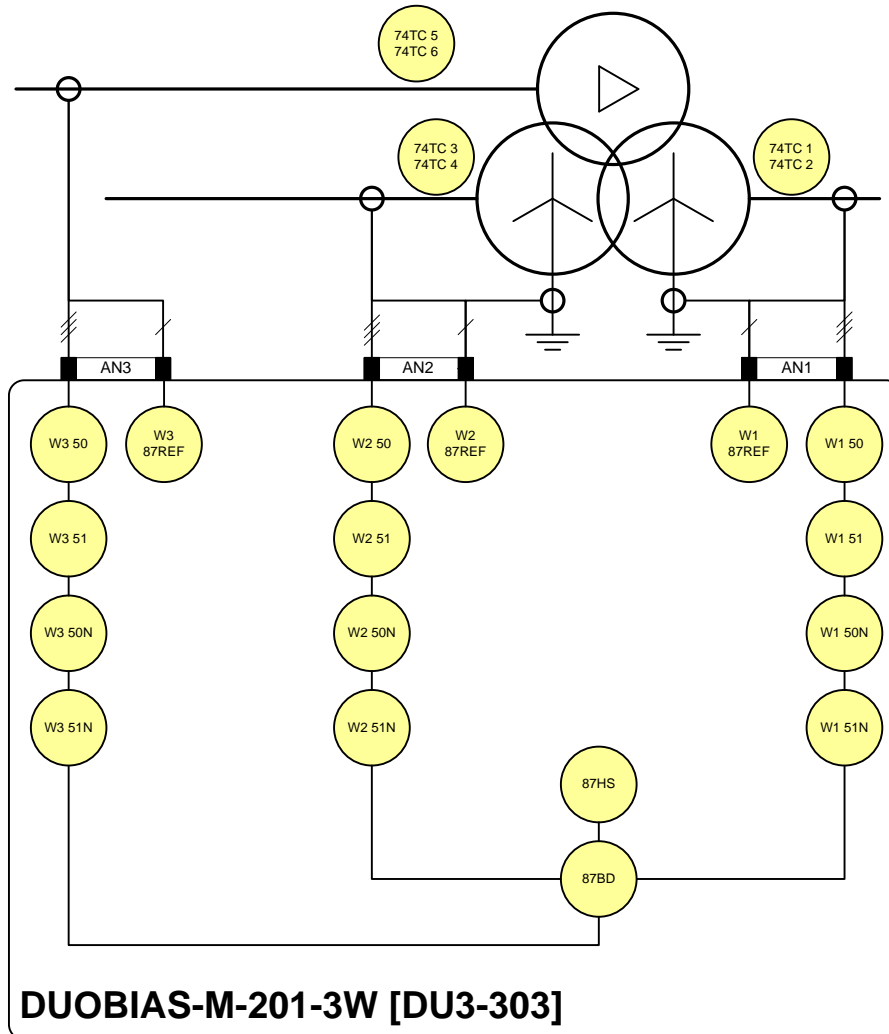 74TC 5
74TC 6
74TC 3
74TC 4
74TC 1
74TC 2
AN3
AN2
AN1
W3 50
W3
87REF
W2 50
W2
87REF
W1
87REF
W1 50
W3 51
W2 51
W1 51
W3 50N
W2 50N
W1 50N
W3 51N
W2 51N
W1 51N
87HS
87BD
DUOBIAS-M-201-3W [DU3-303]